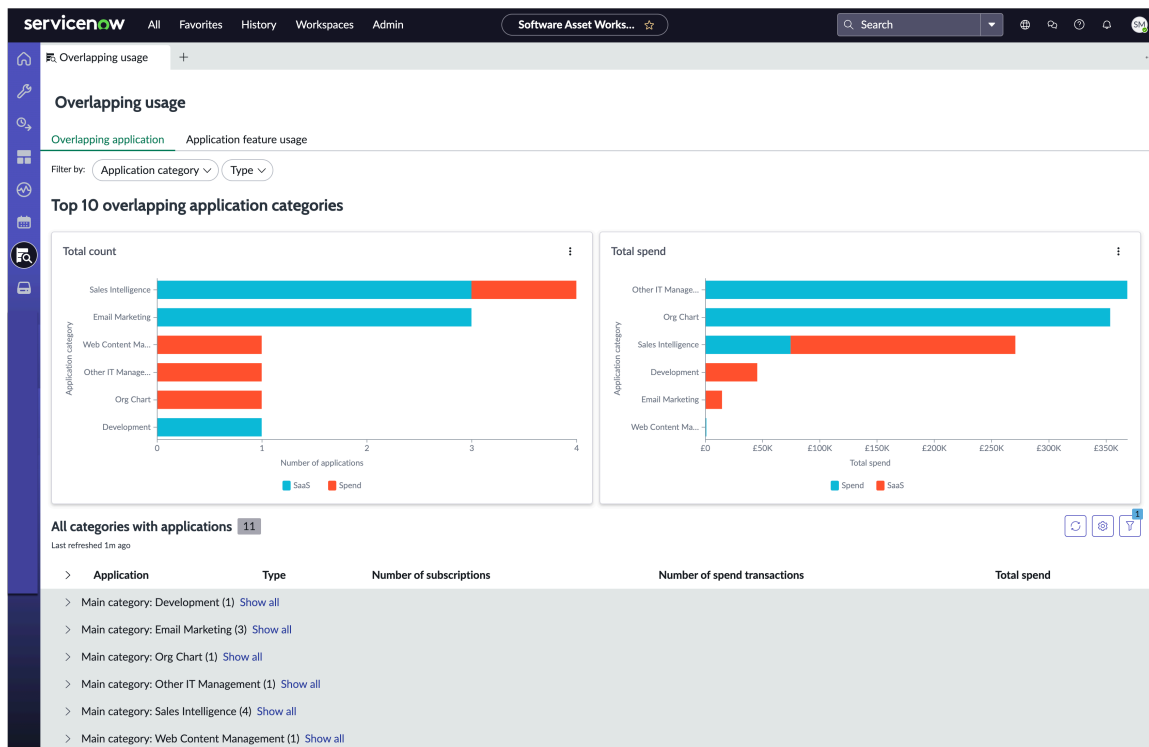 servicenow All Favorites History Workspaces Admin Software Asset Works... Search SM
Overlapping usage
Overlapping usage
Overlapping application Application feature usage
Filter by: Application category Type
Top 10 overlapping application categories
Total count
Application category
Sales Intelligence
Email Marketing
Web Content Ma...
Other IT Manage...
Org Chart
Development
0 1 2 3 4
Number of applications
SaaS Spend
Total spend
Application category
Other IT Manage...
Org Chart
Sales Intelligence
Development
Email Marketing
Web Content Ma...
£0 £50K £100K £150K £200K £250K £300K £350K
Total spend
Spend SaaS
All categories with applications 11
1
Last refreshed 1m ago
Application Type Number of subscriptions Number of spend transactions Total spend
Main category: Development (1) Show all
Main category: Email Marketing (3) Show all
Main category: Org Chart (1) Show all
Main category: Other IT Management (1) Show all
Main category: Sales Intelligence (4) Show all
Main category: Web Content Management (1) Show all